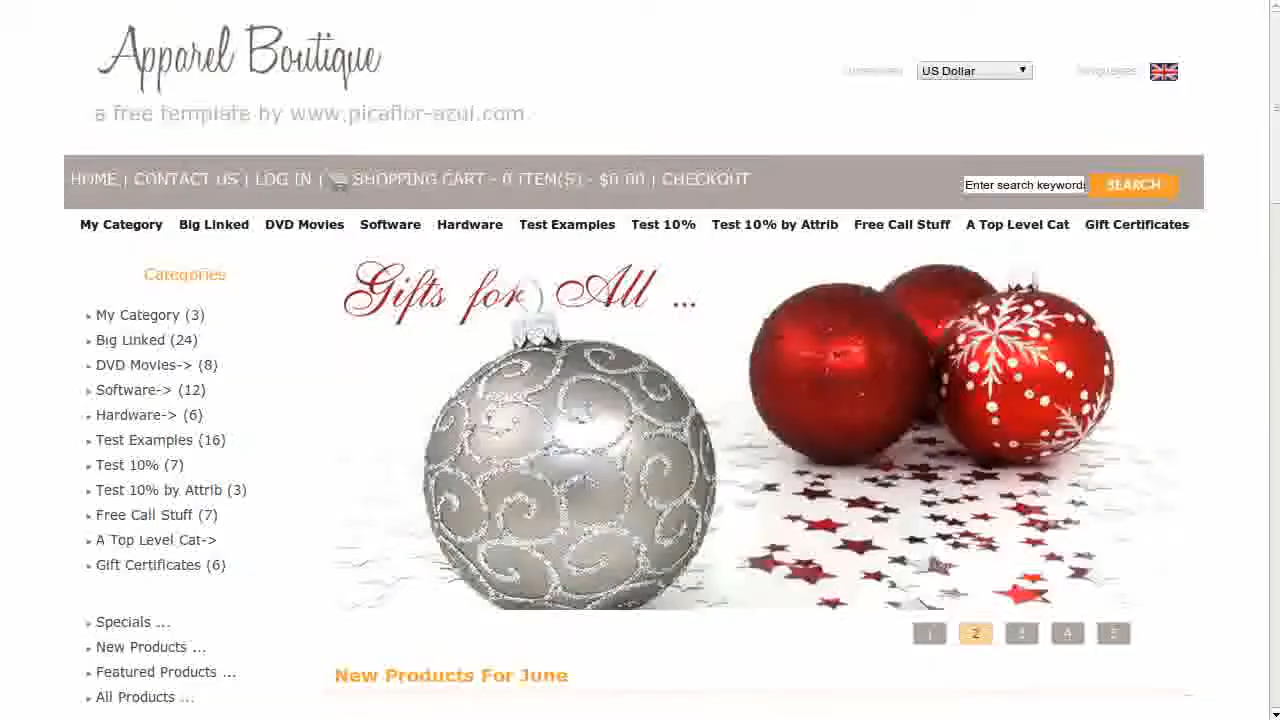 Apparel Boutique
a free template by www.picaflor-azul.com
currencies US Dollar languages
HOME | CONTACT US | LOG IN | SHOPPING CART - 0 ITEM(S) - $0.00 | CHECKOUT
Enter search keywords SEARCH
My Category Big Linked DVD Movies Software Hardware Test Examples Test 10% Test 10% by Attrib Free Call Stuff A Top Level Cat Gift Certificates
Categories
My Category (3)
Big Linked (24)
DVD Movies-> (8)
Software-> (12)
Hardware-> (6)
Test Examples (16)
Test 10% (7)
Test 10% by Attrib (3)
Free Call Stuff (7)
A Top Level Cat->
Gift Certificates (6)
Specials ...
New Products ...
Featured Products ...
All Products ...
Gifts for All ...
1 2 3 4 5
New Products For June